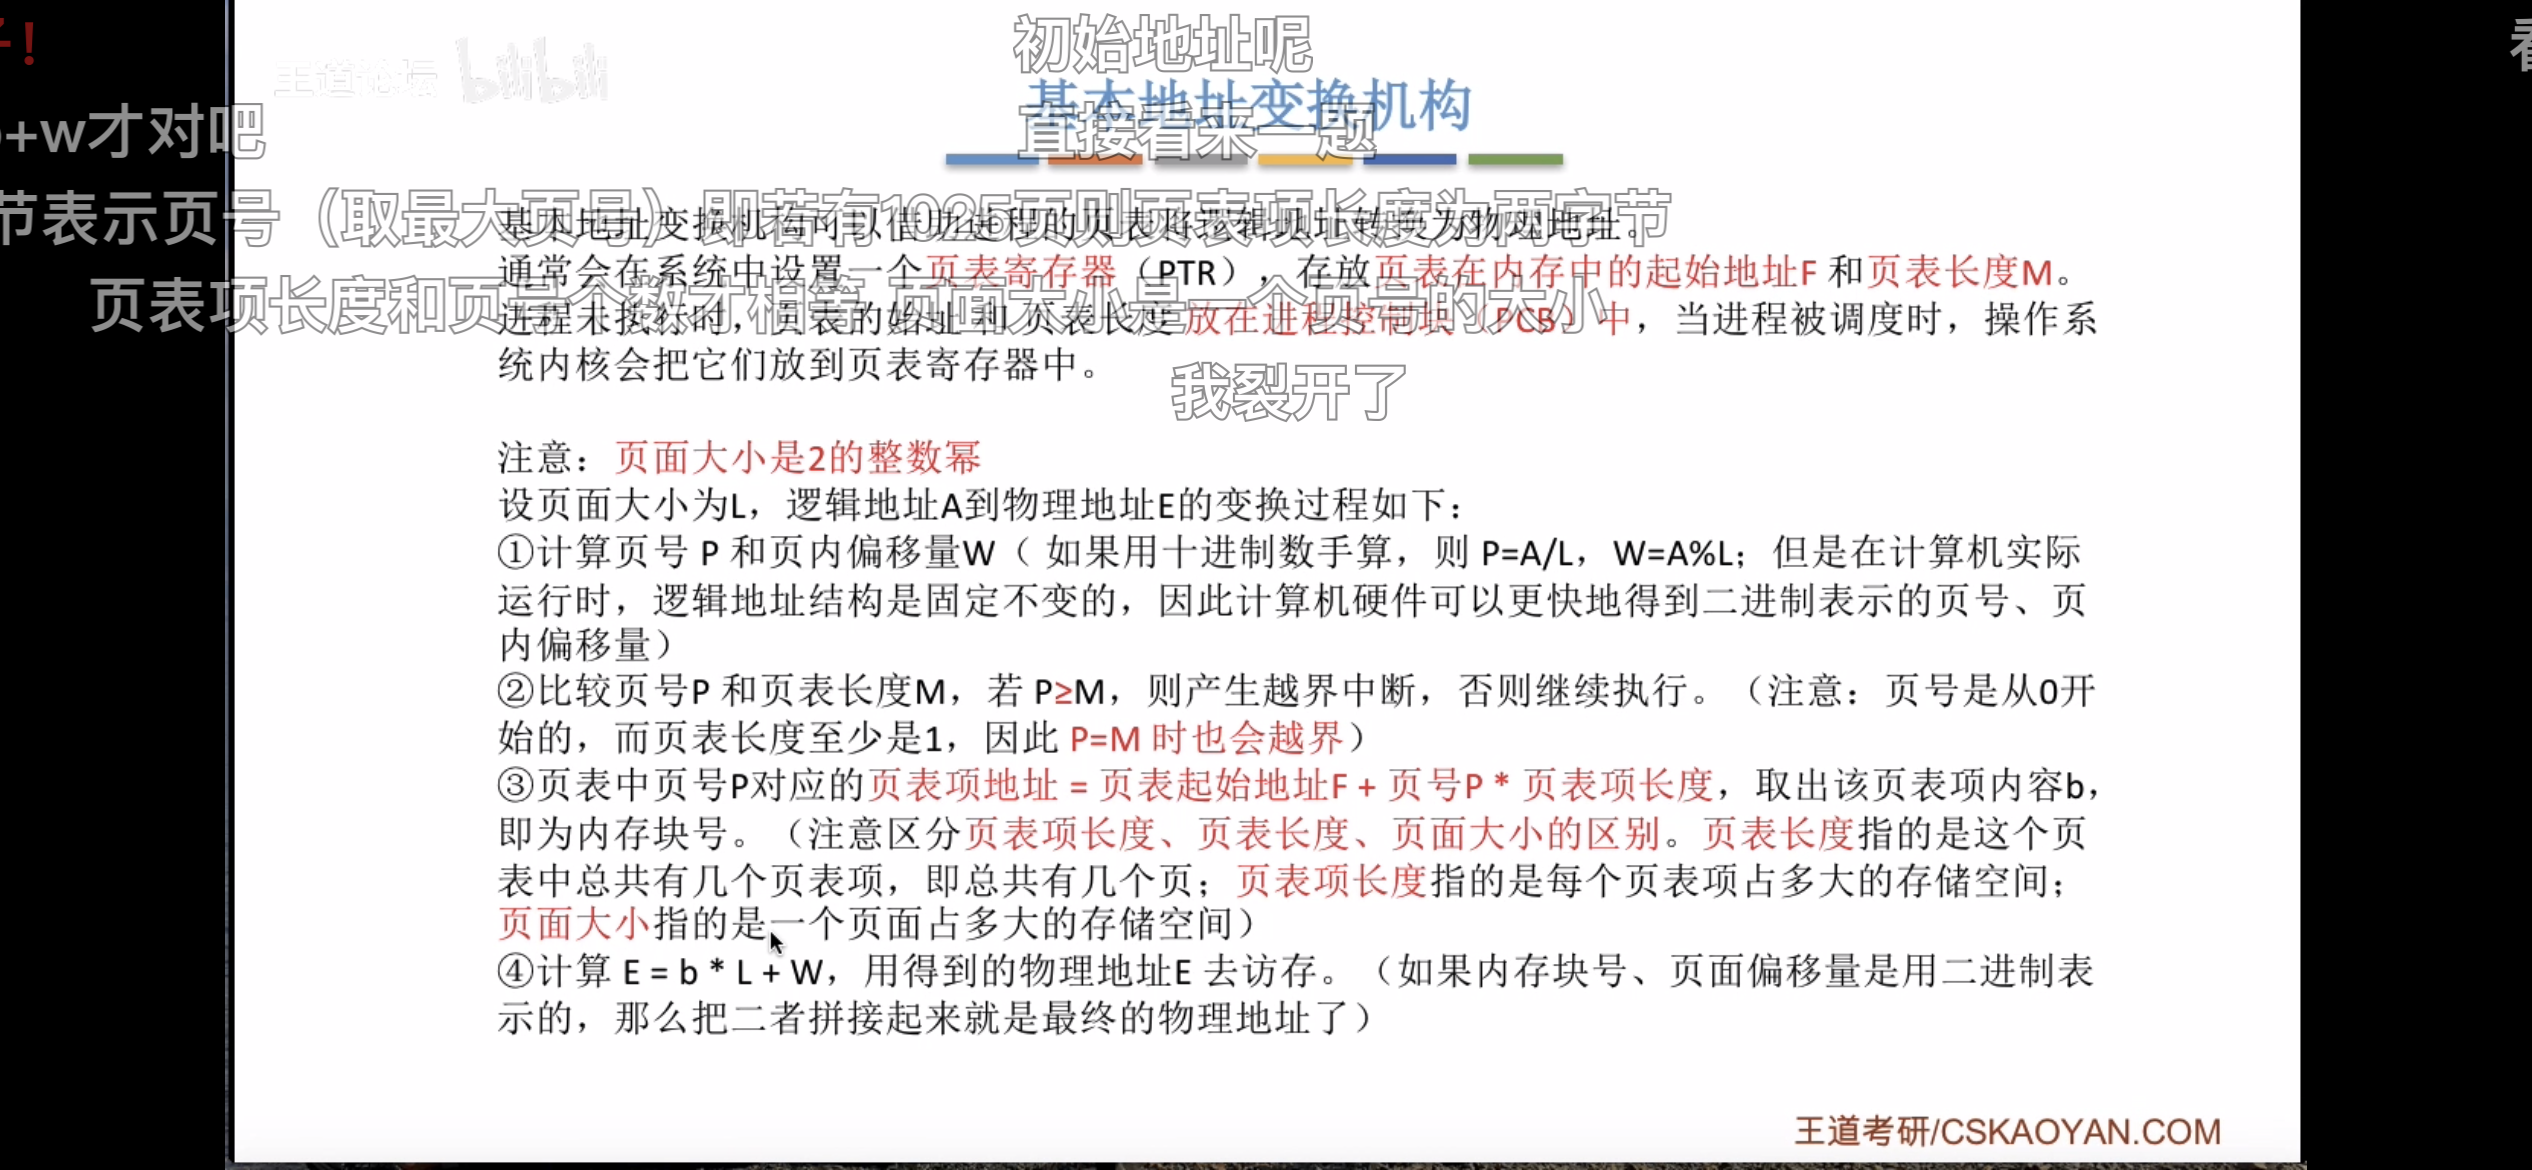 子！
初始地址呢
王道论坛 bilibili
基本地址变换机构
+w才对吧
直接看来一题
节表示页号（取最大页号）即若有1025页则页表项长度为两字节
基本地址变换机构可以借助进程的页表将逻辑地址转换为物理地址。
通常会在系统中设置一个页表寄存器（PTR），存放页表在内存中的起始地址F 和页表长度M。
页表项长度和页号个数才相等 页面大小是一个页号的大小
进程未执行时，页表的始址 和 页表长度 放在进程控制块（PCB）中，当进程被调度时，操作系
统内核会把它们放到页表寄存器中。
我裂开了
注意：页面大小是2的整数幂
设页面大小为L，逻辑地址A到物理地址E的变换过程如下：
①计算页号 P 和页内偏移量W（ 如果用十进制数手算，则 P=A/L，W=A%L；但是在计算机实际
运行时，逻辑地址结构是固定不变的，因此计算机硬件可以更快地得到二进制表示的页号、页
内偏移量）
②比较页号P 和页表长度M，若 P≥M，则产生越界中断，否则继续执行。（注意：页号是从0开
始的，而页表长度至少是1，因此 P=M 时也会越界）
③页表中页号P对应的页表项地址 = 页表起始地址F + 页号P * 页表项长度，取出该页表项内容b，
即为内存块号。（注意区分页表项长度、页表长度、页面大小的区别。页表长度指的是这个页
表中总共有几个页表项，即总共有几个页；页表项长度指的是每个页表项占多大的存储空间；
页面大小指的是一个页面占多大的存储空间）
④计算 E = b * L + W，用得到的物理地址E 去访存。（如果内存块号、页面偏移量是用二进制表
示的，那么把二者拼接起来就是最终的物理地址了）
王道考研/CSKAOYAN.COM